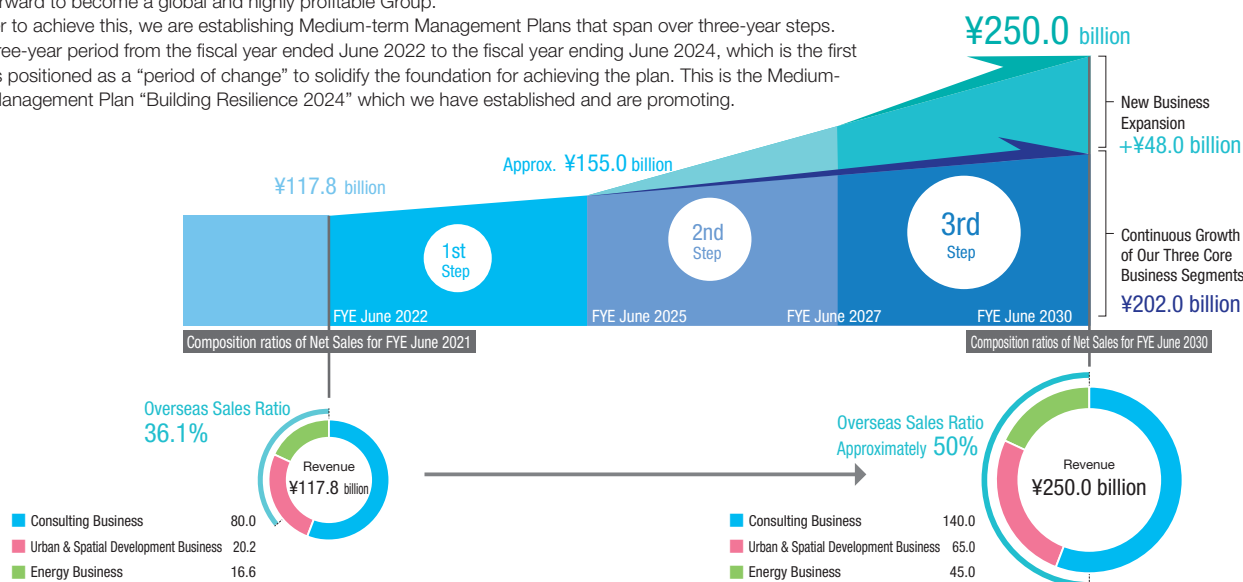 ward to become a global and highly profitable Group.
r to achieve this, we are establishing Medium-term Management Plans that span over three-year steps.
ree-year period from the fiscal year ended June 2022 to the fiscal year ending June 2024, which is the first
s positioned as a “period of change” to solidify the foundation for achieving the plan. This is the Medium-
Management Plan “Building Resilience 2024” which we have established and are promoting.
¥250.0 billion
New Business
Expansion
+¥48.0 billion
Approx. ¥155.0 billion
¥117.8 billion
1st
Step
2nd
Step
3rd
Step
Continuous Growth
of Our Three Core
Business Segments
¥202.0 billion
FYE June 2022
FYE June 2025
FYE June 2027
FYE June 2030
Composition ratios of Net Sales for FYE June 2021
Composition ratios of Net Sales for FYE June 2030
Overseas Sales Ratio
36.1%
Revenue
¥117.8 billion
Consulting Business 80.0
Urban & Spatial Development Business 20.2
Energy Business 16.6
Overseas Sales Ratio
Approximately 50%
Revenue
¥250.0 billion
Consulting Business 140.0
Urban & Spatial Development Business 65.0
Energy Business 45.0